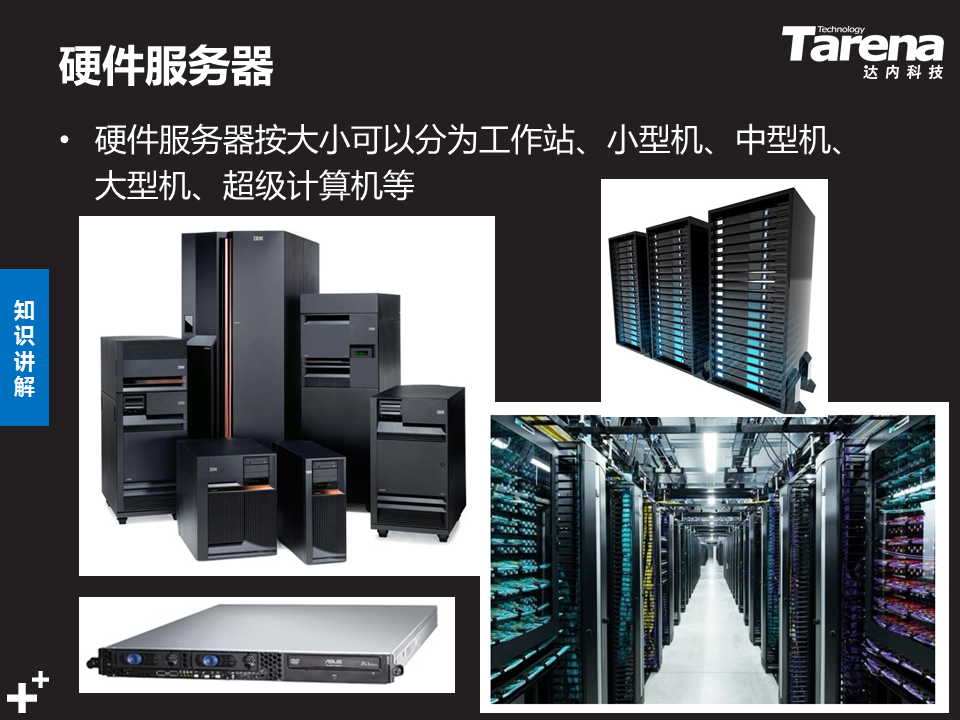 硬件服务器
Technology
Tarena
达内科技
• 硬件服务器按大小可以分为工作站、小型机、中型机、
大型机、超级计算机等
知
识
讲
解
IBM
IBM
IBM
IBM
IBM
IBM
ASUS